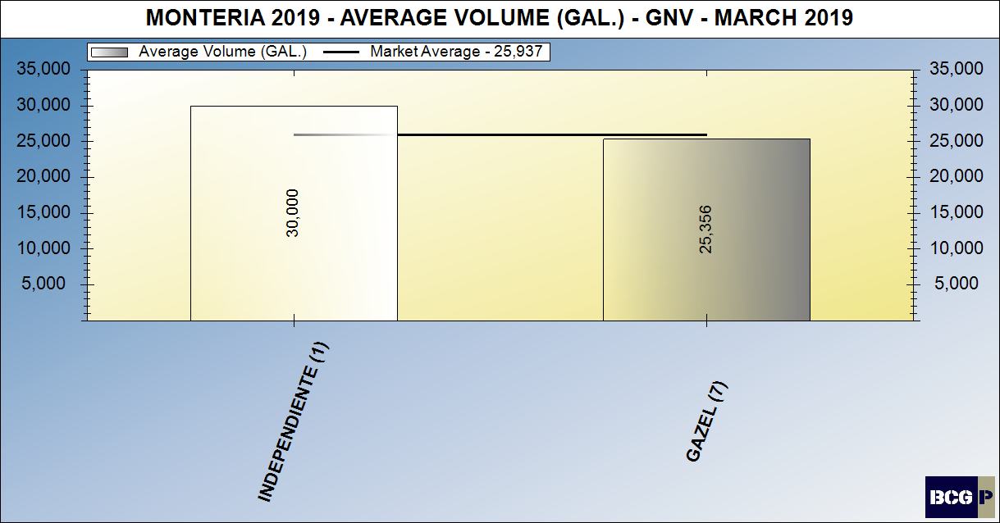 MONTERIA 2019 - AVERAGE VOLUME (GAL.) - GNV - MARCH 2019
Average Volume (GAL.) Market Average - 25,937
35,000 35,000
30,000 30,000
25,000 25,000
20,000 20,000
15,000 15,000
10,000 10,000
5,000 5,000
30,000
25,356
INDEPENDIENTE (1)
GAZEL (7)
BCG P